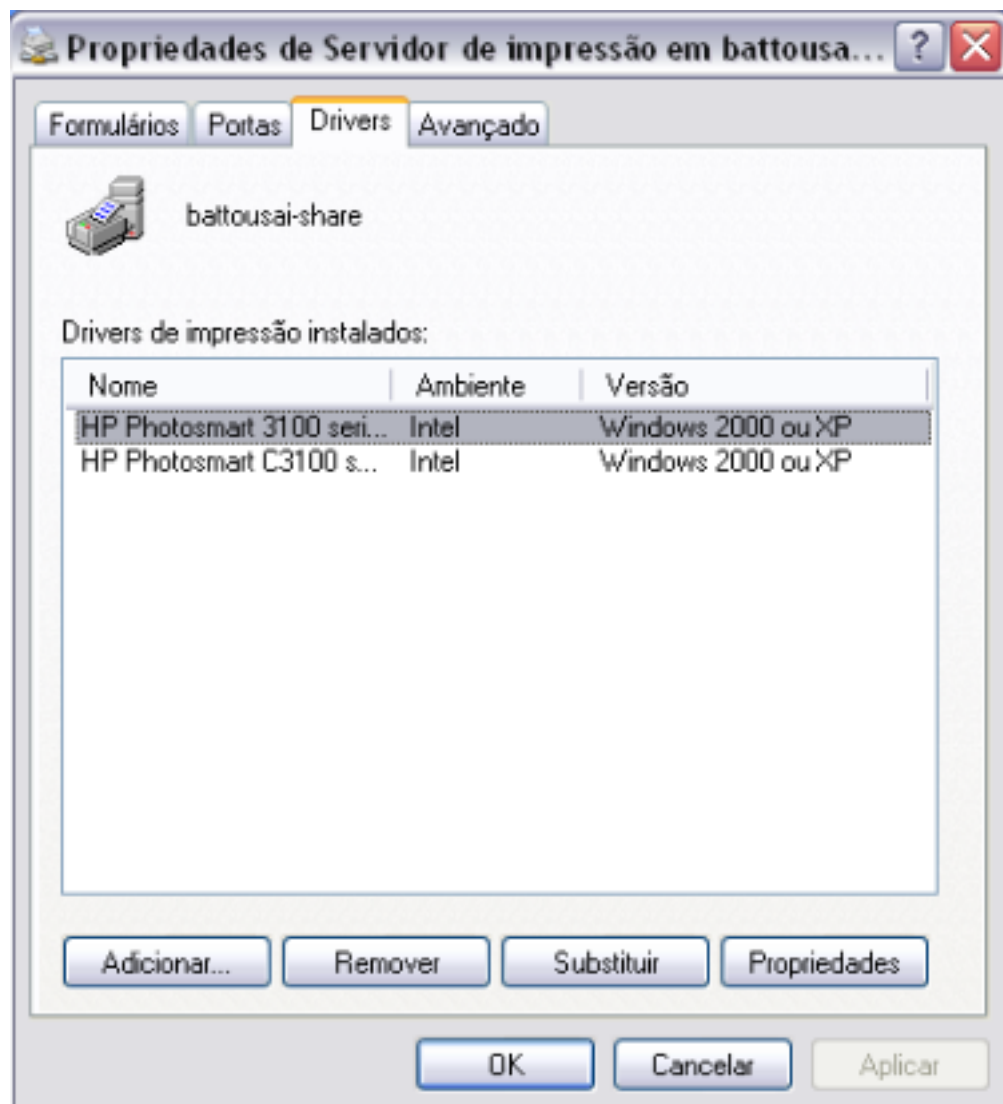 Propriedades de Servidor de impressão em battousa... ?
Formulários Portas Drivers Avançado
battousai-share
Drivers de impressão instalados:
Nome Ambiente Versão
HP Photosmart 3100 seri... Intel Windows 2000 ou XP
HP Photosmart C3100 s... Intel Windows 2000 ou XP
Adicionar... Remover Substituir Propriedades
OK Cancelar Aplicar